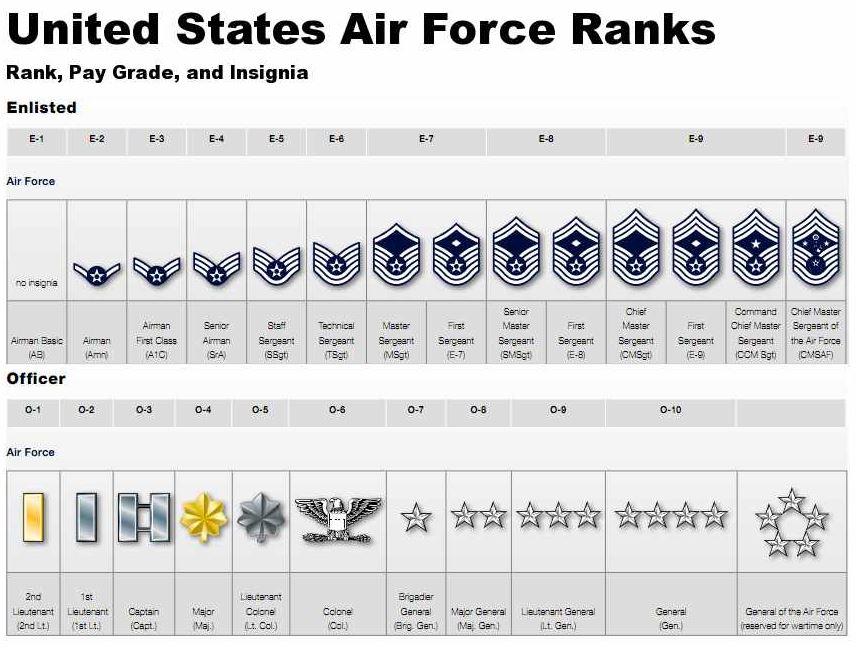 United States Air Force Ranks
Rank, Pay Grade, and Insignia
Enlisted
E-1 E-2 E-3 E-4 E-5 E-6 E-7 E-8 E-9 E-9
Air Force
no insignia
Airman Basic (AB)
Airman (Amn)
Airman First Class (A1C)
Senior Airman (SrA)
Staff Sergeant (SSgt)
Technical Sergeant (TSgt)
Master Sergeant (MSgt)
First Sergeant (E-7)
Senior Master Sergeant (SMSgt)
First Sergeant (E-8)
Chief Master Sergeant (CMSgt)
First Sergeant (E-9)
Command Chief Master Sergeant (CCM Sgt)
Chief Master Sergeant of the Air Force (CMSAF)
Officer
O-1 O-2 O-3 O-4 O-5 O-6 O-7 O-8 O-9 O-10
Air Force
2nd Lieutenant (2nd Lt.)
1st Lieutenant (1st Lt.)
Captain (Capt.)
Major (Maj.)
Lieutenant Colonel (Lt. Col.)
Colonel (Col.)
Brigadier General (Brig. Gen.)
Major General (Maj. Gen.)
Lieutenant General (Lt. Gen.)
General (Gen.)
General of the Air Force (reserved for wartime only)